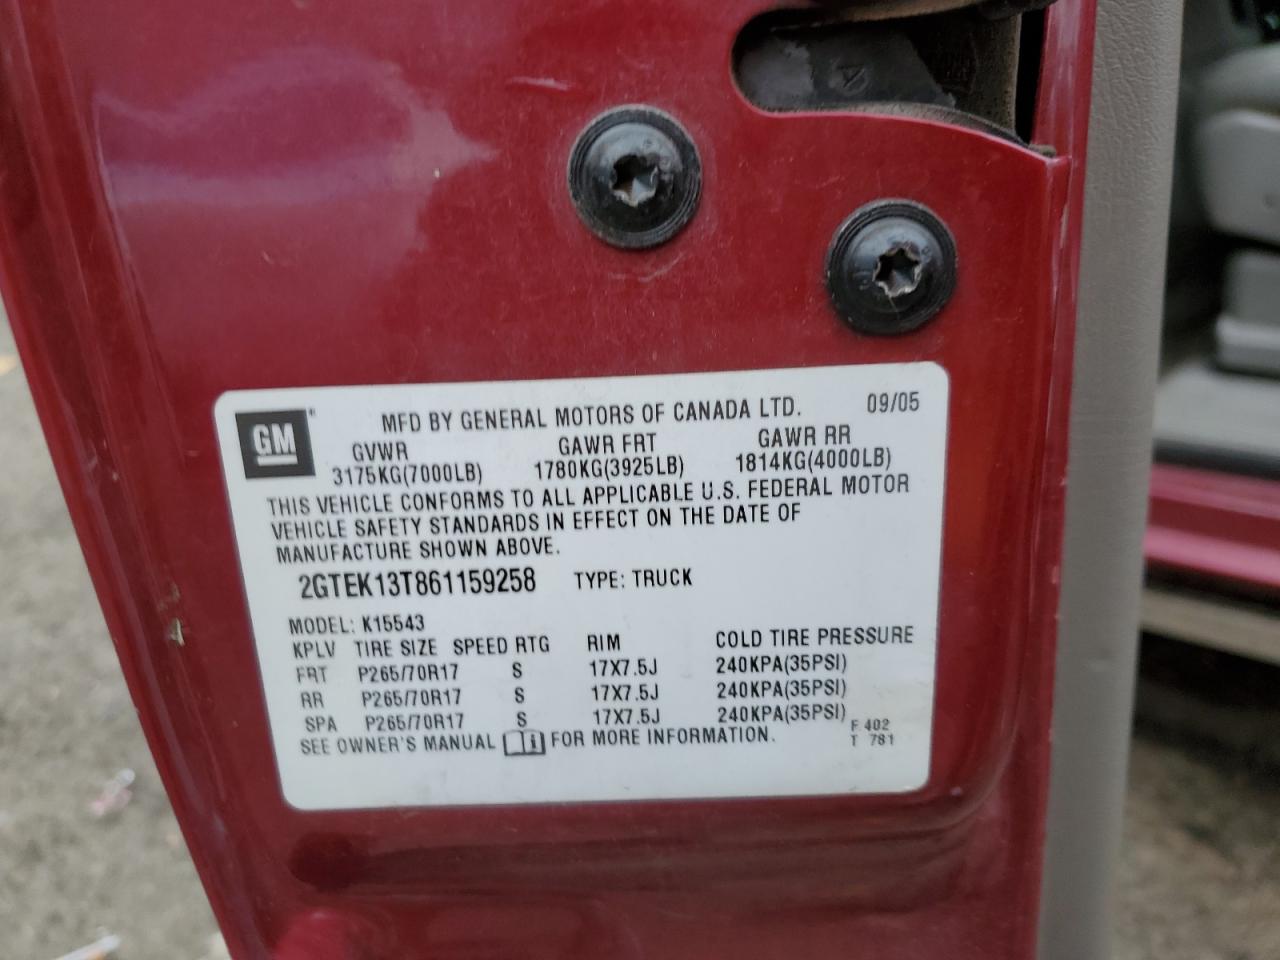 GM
MFD BY GENERAL MOTORS OF CANADA LTD. 09/05
GVWR GAWR FRT GAWR RR
3175KG(7000LB) 1780KG(3925LB) 1814KG(4000LB)
THIS VEHICLE CONFORMS TO ALL APPLICABLE U.S. FEDERAL MOTOR
VEHICLE SAFETY STANDARDS IN EFFECT ON THE DATE OF
MANUFACTURE SHOWN ABOVE.
2GTEK13T861159258 TYPE: TRUCK
MODEL: K15543
KPLV TIRE SIZE SPEED RTG RIM COLD TIRE PRESSURE
FRT P265/70R17 S 17X7.5J 240KPA(35PSI)
RR P265/70R17 S 17X7.5J 240KPA(35PSI)
SPA P265/70R17 S 17X7.5J 240KPA(35PSI)
SEE OWNER'S MANUAL FOR MORE INFORMATION.
F 402
T 781